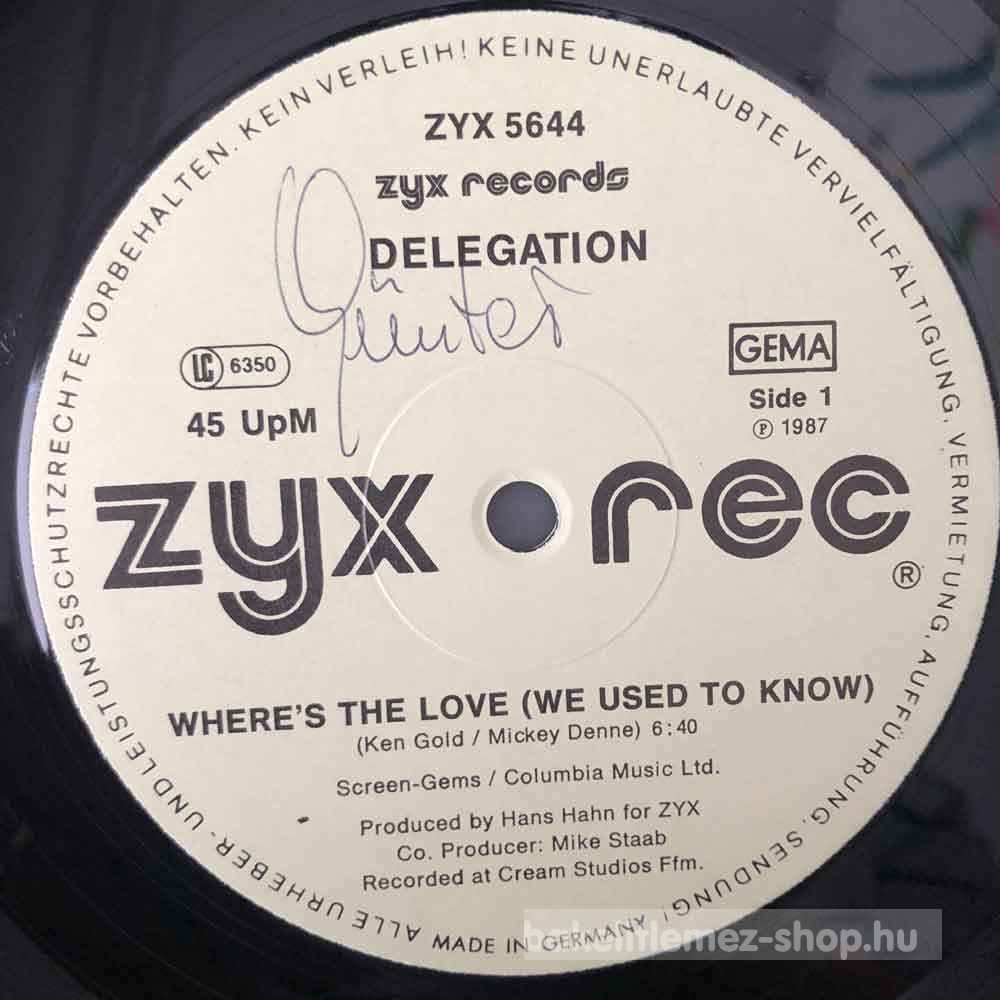 ALLE URHEBER- UND LEISTUNGSSCHUTZRECHTE VORBEHALTEN. KEIN VERLEIH! KEINE UNERLAUBTE VERVIELFÄLTIGUNG, VERMIETUNG, AUFFÜHRUNG, SENDUNG!
ZYX 5644
zyx records
DELEGATION
Günter
LC 6350
GEMA
45 UpM
Side 1
Ⓟ 1987
zyx rec
®
WHERE'S THE LOVE (WE USED TO KNOW)
(Ken Gold / Mickey Denne) 6:40
Screen-Gems / Columbia Music Ltd.
Produced by Hans Hahn for ZYX
Co. Producer: Mike Staab
Recorded at Cream Studios Ffm.
MADE IN GERMANY
bakelitlemez-shop.hu